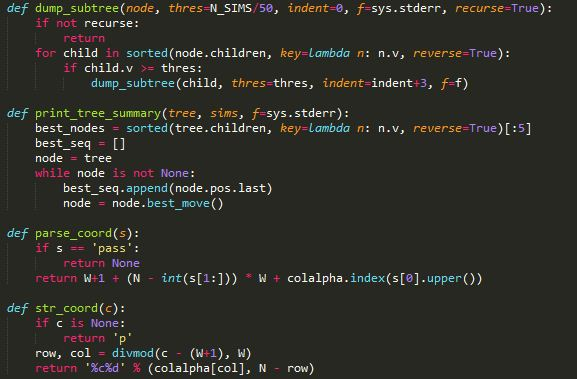 def dump_subtree(node, thres=N_SIMS/50, indent=0, f=sys.stderr, recurse=True):
    if not recurse:
        return
    for child in sorted(node.children, key=lambda n: n.v, reverse=True):
        if child.v >= thres:
            dump_subtree(child, thres=thres, indent=indent+3, f=f)

def print_tree_summary(tree, sims, f=sys.stderr):
    best_nodes = sorted(tree.children, key=lambda n: n.v, reverse=True)[:5]
    best_seq = []
    node = tree
    while node is not None:
        best_seq.append(node.pos.last)
        node = node.best_move()

def parse_coord(s):
    if s == 'pass':
        return None
    return W+1 + (N - int(s[1:])) * W + colalpha.index(s[0].upper())

def str_coord(c):
    if c is None:
        return 'p'
    row, col = divmod(c - (W+1), W)
    return '%c%d' % (colalpha[col], N - row)